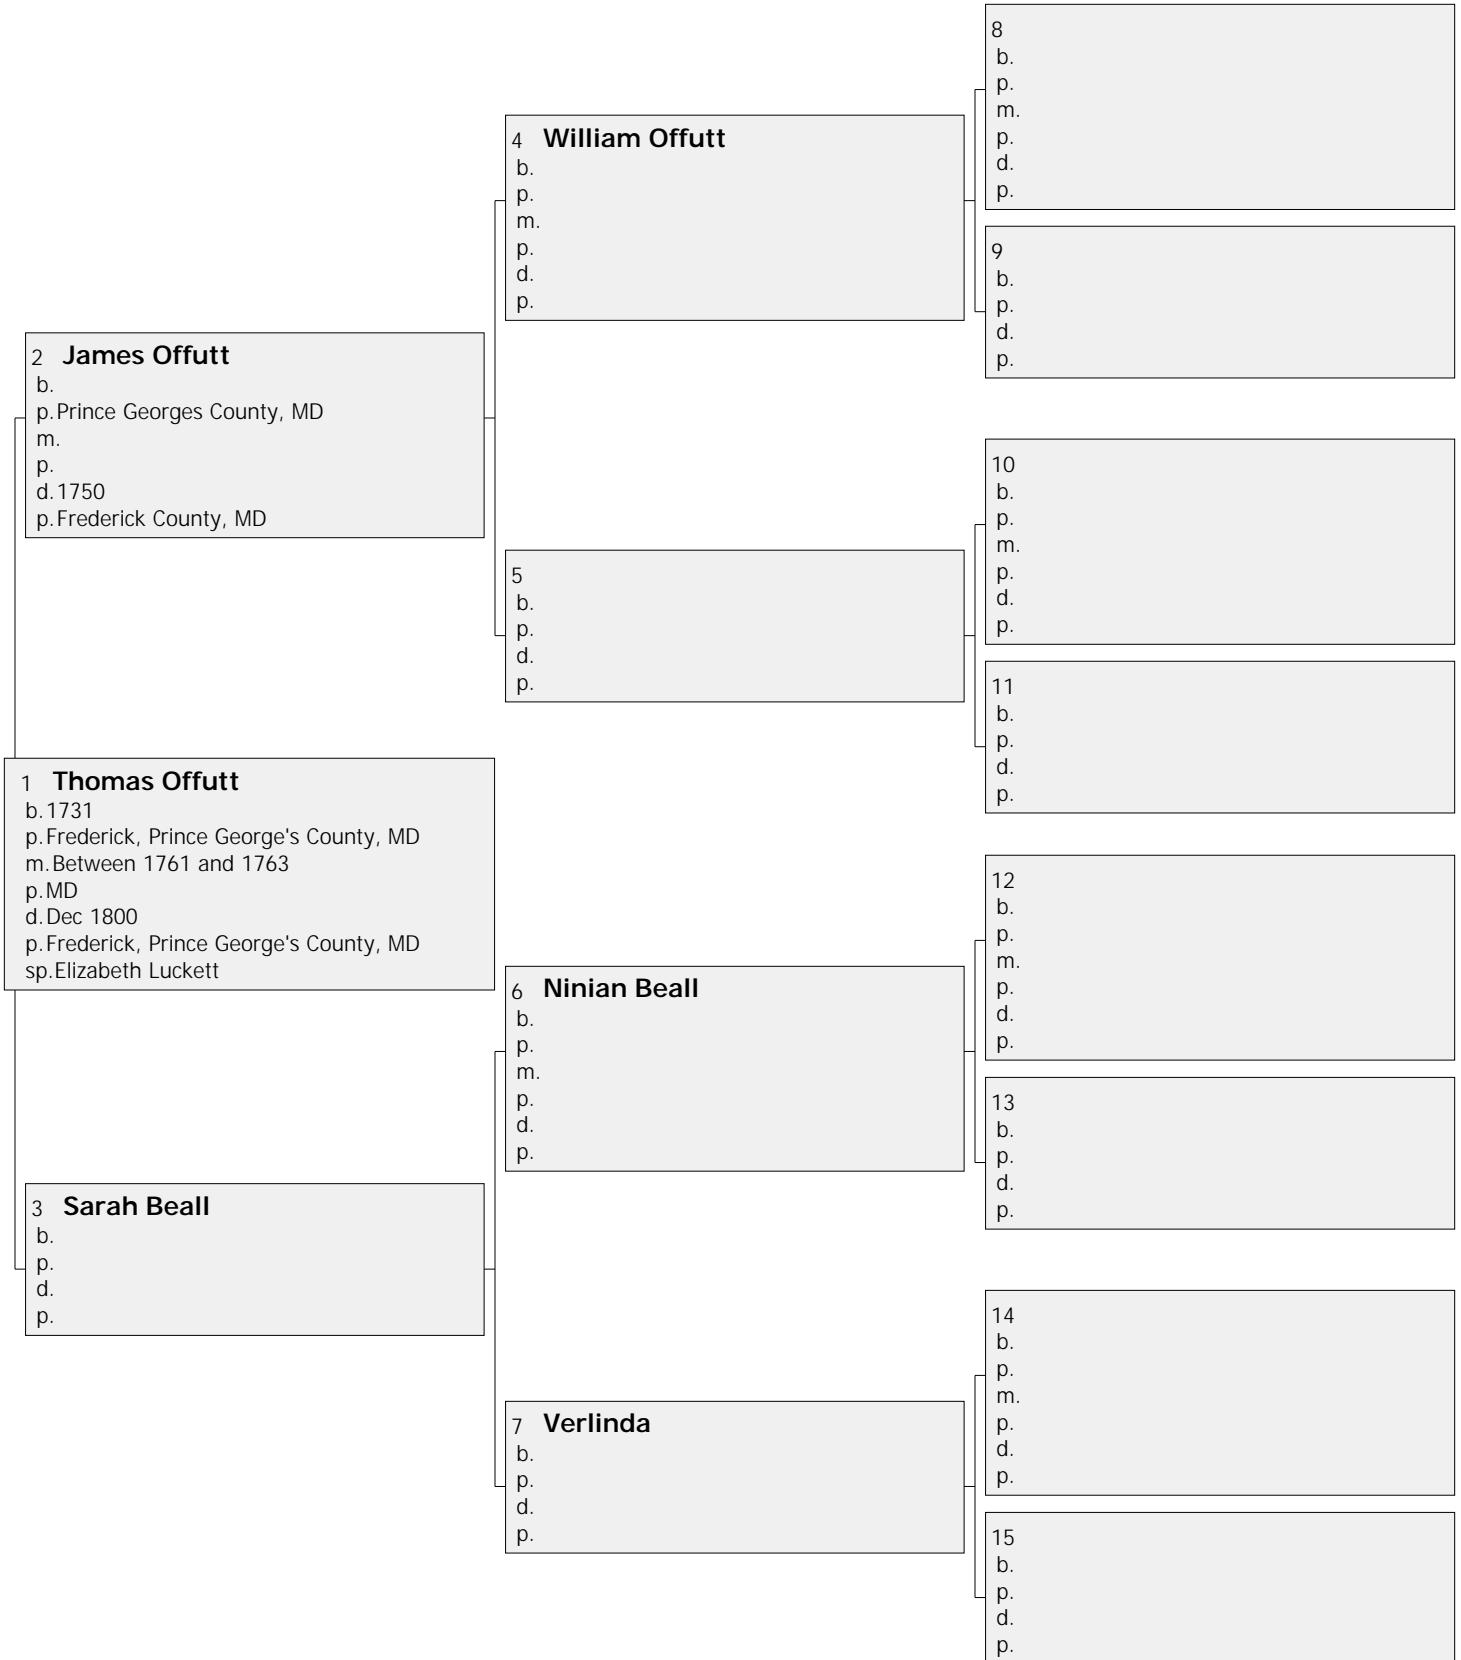 8
b.
p.
m.
p.
d.
p.
4 William Offutt
b.
p.
m.
p.
d.
p.
9
b.
p.
d.
p.
2 James Offutt
b.
p.Prince Georges County, MD
m.
p.
d.1750
p.Frederick County, MD
10
b.
p.
m.
p.
d.
p.
5
b.
p.
d.
p.
11
b.
p.
d.
p.
1 Thomas Offutt
b.1731
p.Frederick, Prince George's County, MD
m.Between 1761 and 1763
p.MD
d.Dec 1800
p.Frederick, Prince George's County, MD
sp.Elizabeth Luckett
12
b.
p.
m.
p.
d.
p.
6 Ninian Beall
b.
p.
m.
p.
d.
p.
13
b.
p.
d.
p.
3 Sarah Beall
b.
p.
d.
p.
14
b.
p.
m.
p.
d.
p.
7 Verlinda
b.
p.
d.
p.
15
b.
p.
d.
p.